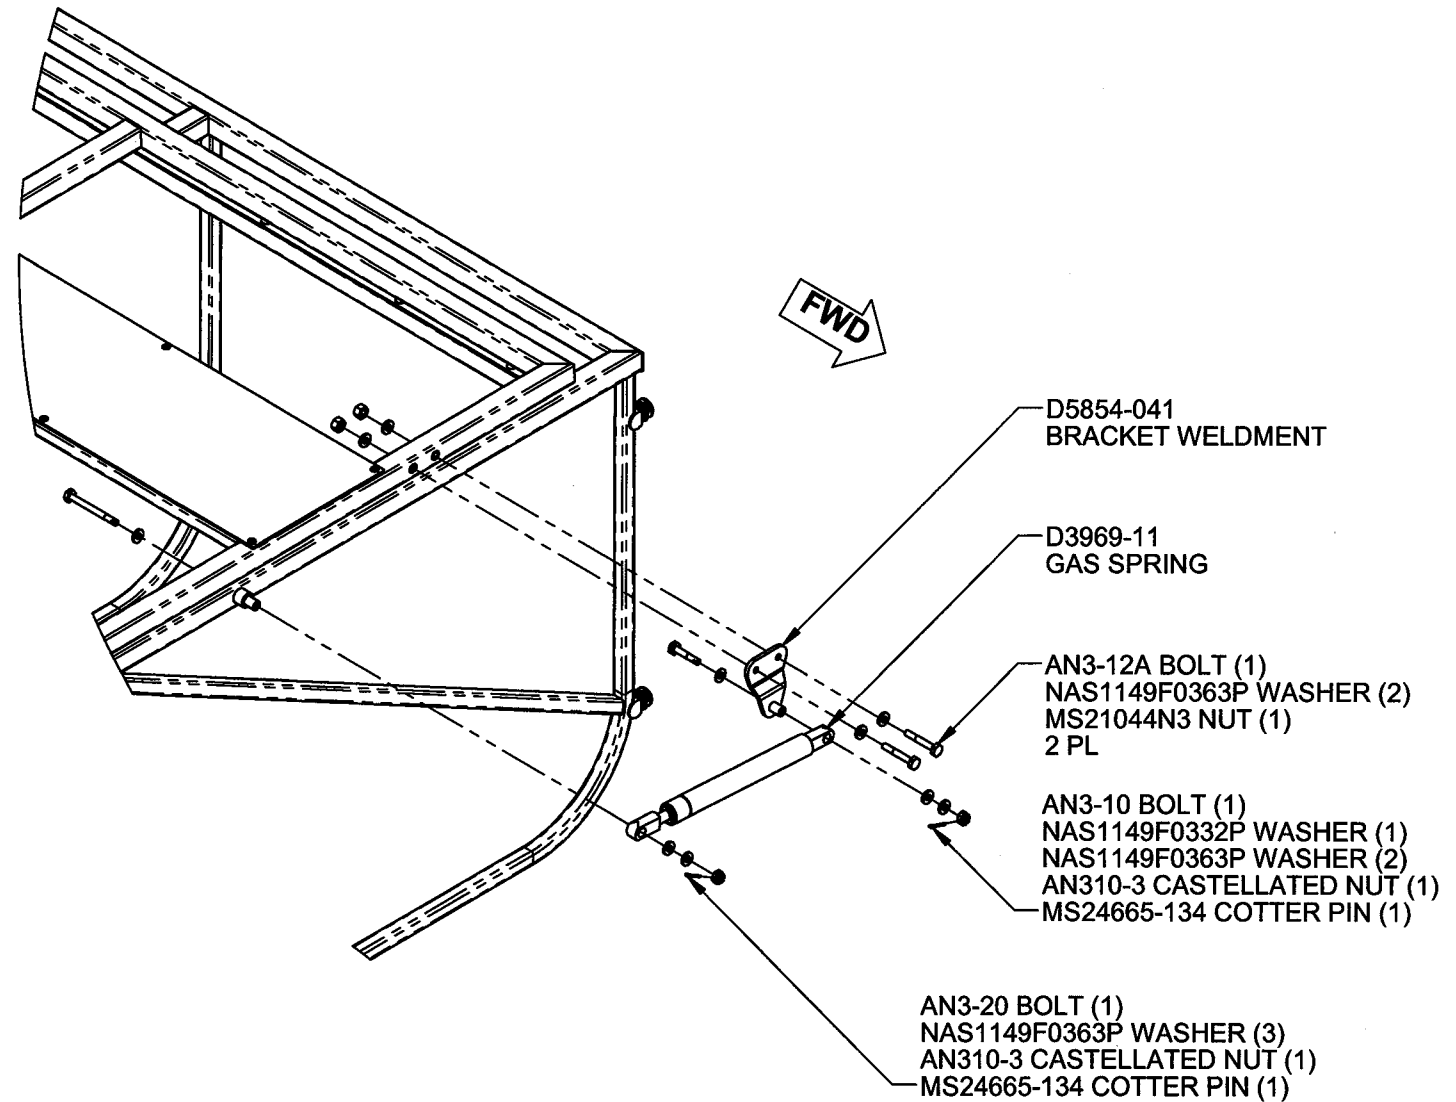 FWD
D5854-041
BRACKET WELDMENT
D3969-11
GAS SPRING
AN3-12A BOLT (1)
NAS1149F0363P WASHER (2)
MS21044N3 NUT (1)
2 PL
AN3-10 BOLT (1)
NAS1149F0332P WASHER (1)
NAS1149F0363P WASHER (2)
AN310-3 CASTELLATED NUT (1)
MS24665-134 COTTER PIN (1)
AN3-20 BOLT (1)
NAS1149F0363P WASHER (3)
AN310-3 CASTELLATED NUT (1)
MS24665-134 COTTER PIN (1)